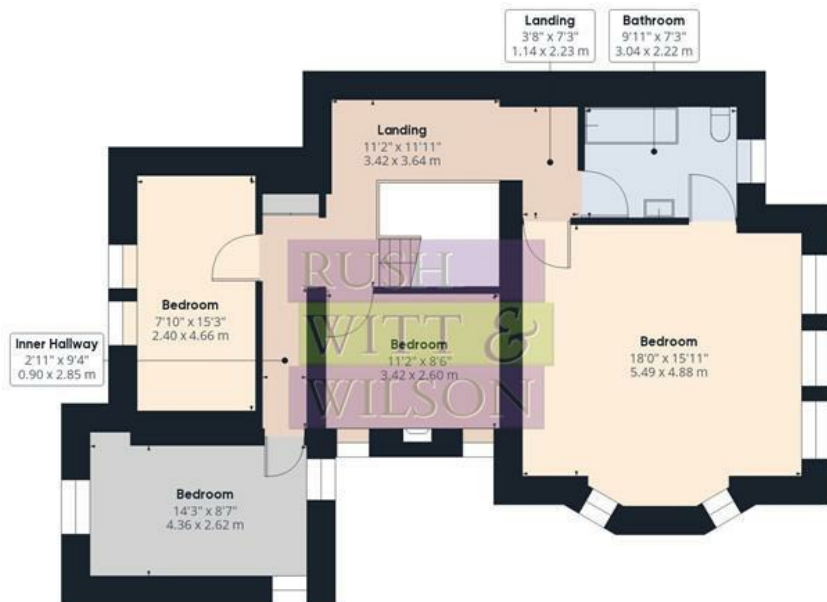 Landing
3'8" x 7'3"
1.14 x 2.23 m
Bathroom
9'11" x 7'3"
3.04 x 2.22 m
Landing
11'2" x 11'11"
3.42 x 3.64 m
Bedroom
7'10" x 15'3"
2.40 x 4.66 m
Inner Hallway
2'11" x 9'4"
0.90 x 2.85 m
RUSH
WITT &
WILSON
Bedroom
11'2" x 8'6"
3.42 x 2.60 m
Bedroom
18'0" x 15'11"
5.49 x 4.88 m
Bedroom
14'3" x 8'7"
4.36 x 2.62 m